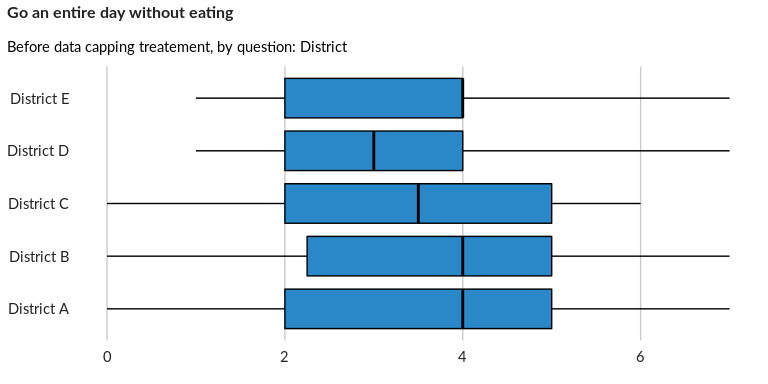 Go an entire day without eating
Before data capping treatement, by question: District
District E
District D
District C
District B
District A
0 2 4 6